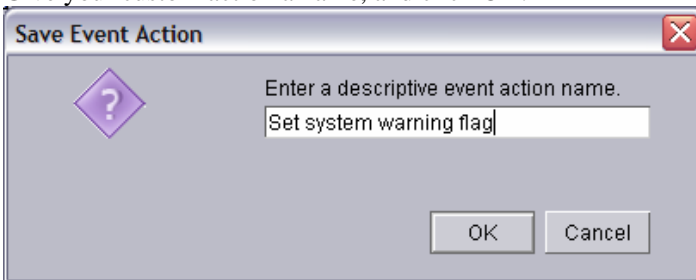 Save Event Action
?
Enter a descriptive event action name.
Set system warning flag
OK
Cancel